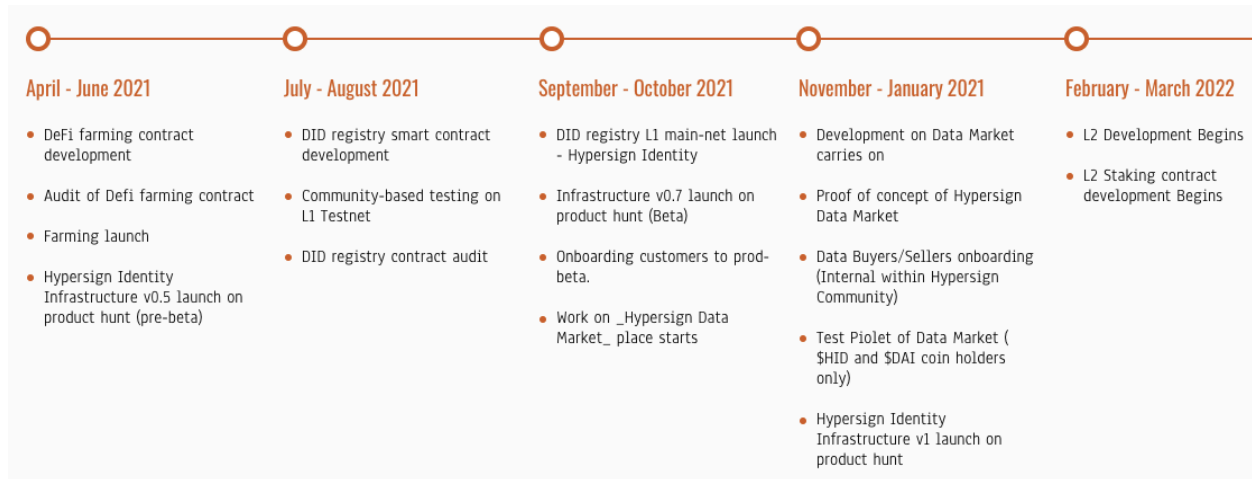 April - June 2021
DeFi farming contract
development
Audit of Defi farming contract
Farming launch
Hypersign Identity
Infrastructure v0.5 launch on
product hunt (pre-beta)
July - August 2021
DID registry smart contract
development
Community-based testing on
L1 Testnet
DID registry contract audit
September - October 2021
DID registry L1 main-net launch
- Hypersign Identity
Infrastructure v0.7 launch on
product hunt (Beta)
Onboarding customers to prod-
beta.
Work on _Hypersign Data
Market_ place starts
November - January 2021
Development on Data Market
carries on
Proof of concept of Hypersign
Data Market
Data Buyers/Sellers onboarding
(Internal within Hypersign
Community)
Test Piolet of Data Market (
$HID and $DAI coin holders
only)
Hypersign Identity
Infrastructure v1 launch on
product hunt
February - March 2022
L2 Development Begins
L2 Staking contract
development Begins